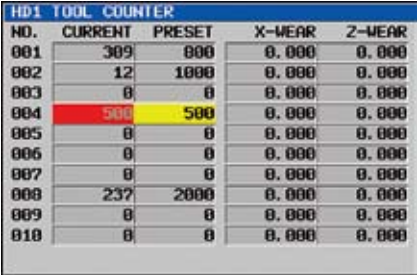 HD1 TOOL COUNTER
NO. CURRENT PRESET X-WEAR Z-WEAR
001 309 800 0.000 0.000
002 12 1000 0.000 0.000
003 0 0 0.000 0.000
004 500 500 0.000 0.000
005 0 0 0.000 0.000
006 0 0 0.000 0.000
007 0 0 0.000 0.000
008 237 2000 0.000 0.000
009 0 0 0.000 0.000
010 0 0 0.000 0.000